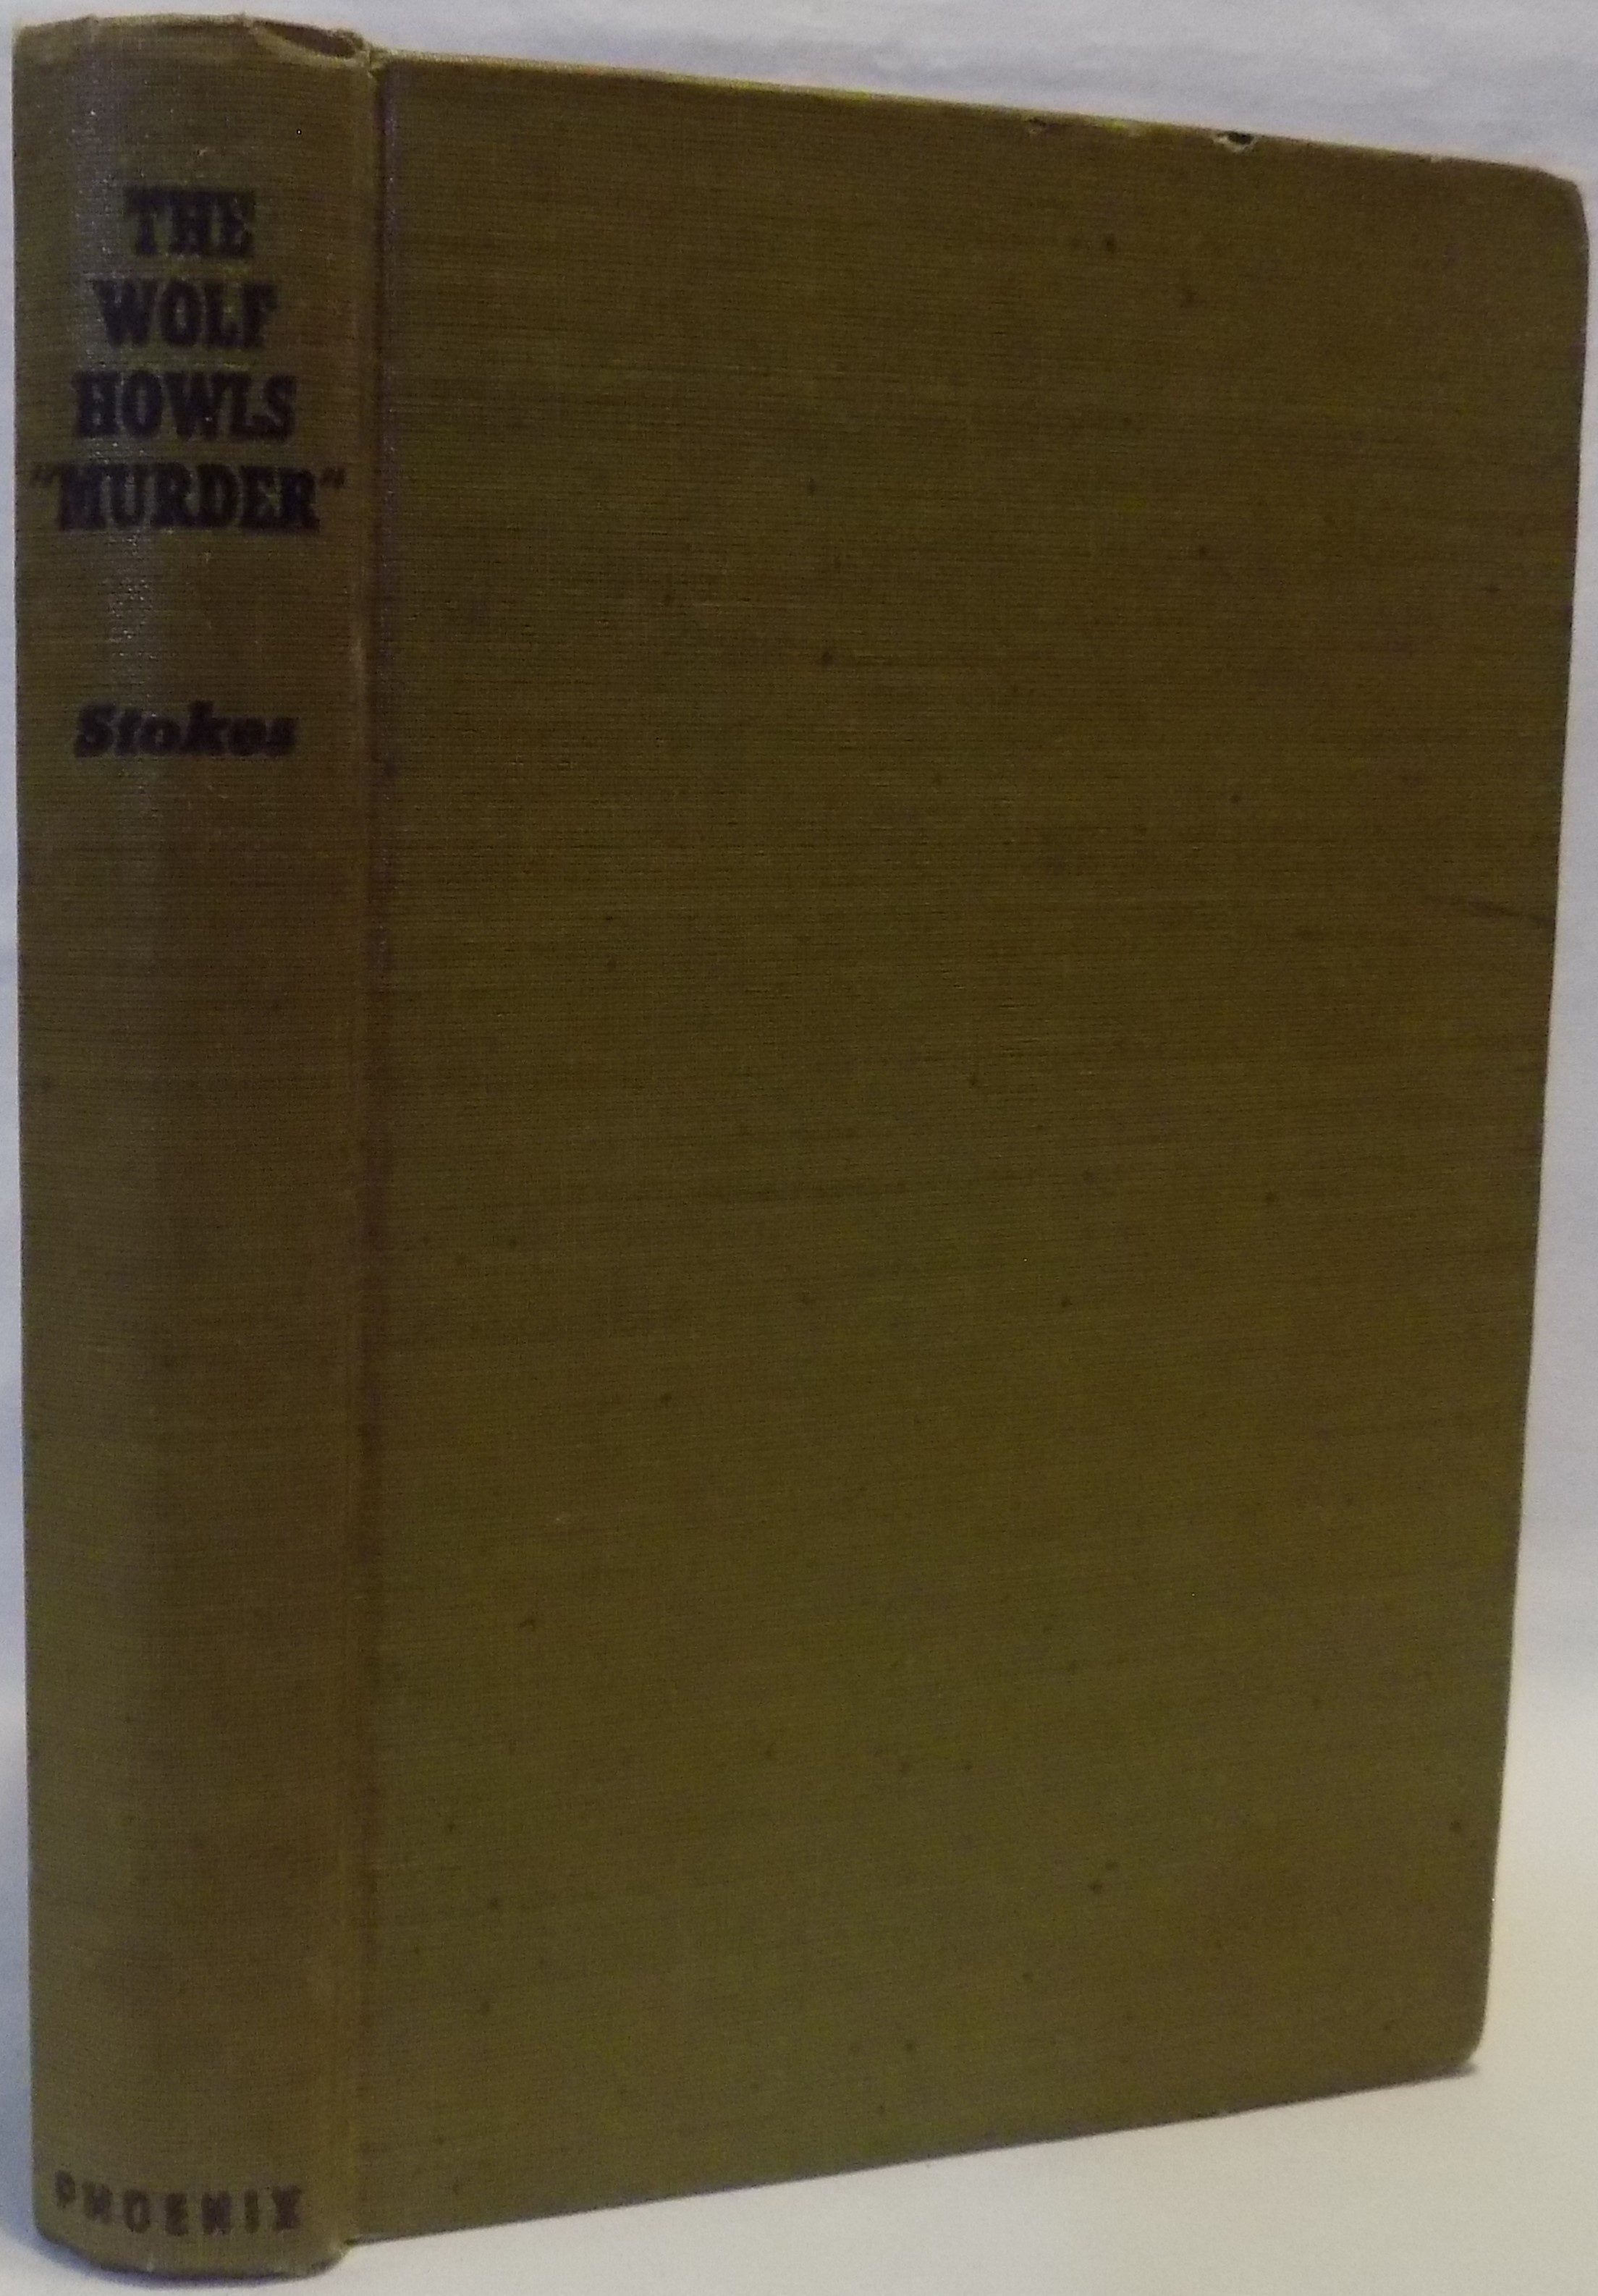 THE
WOLF
HOWLS
"MURDER"
Stokes
PHOENIX